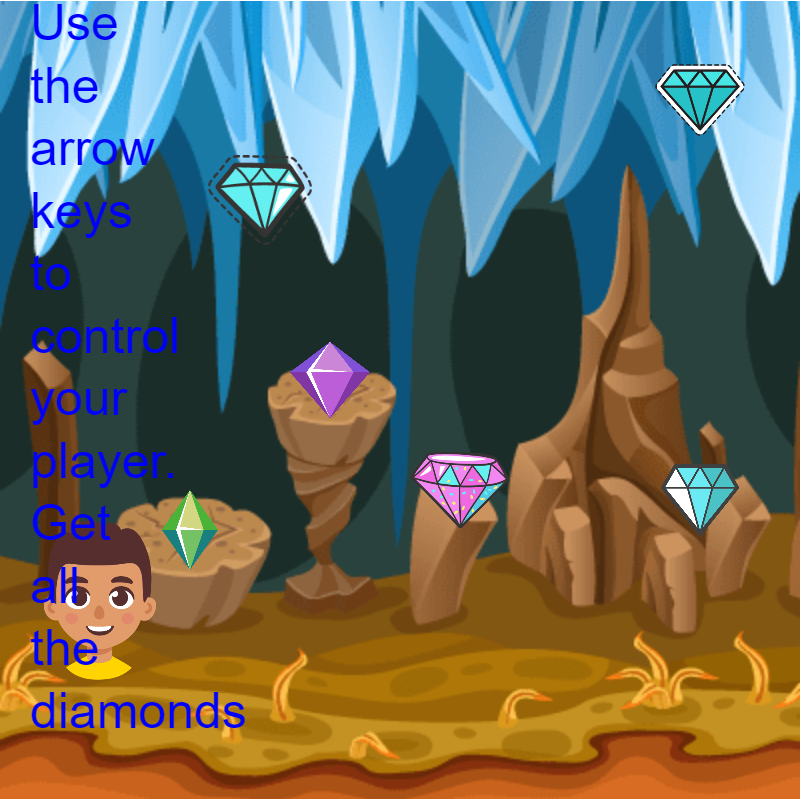 Use
the
arrow
keys
to
control
your
player.
Get
all
the
diamonds